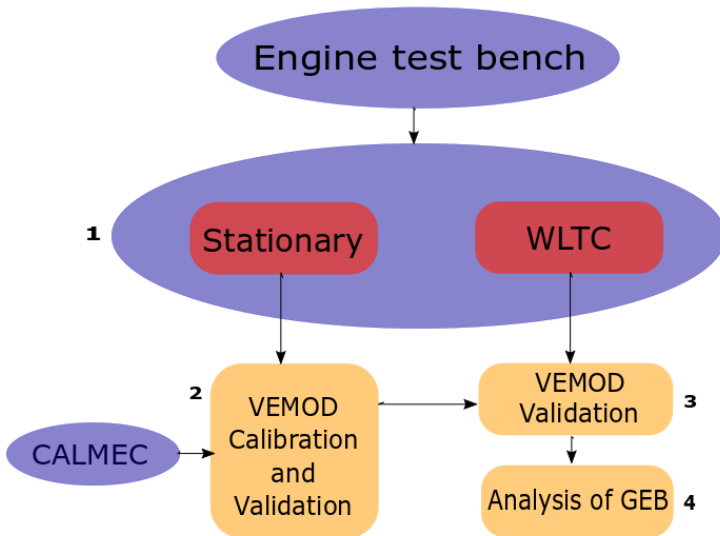 Engine test bench
1
Stationary
WLTC
2
VEMOD
Calibration
and
Validation
VEMOD
Validation
3
CALMEC
Analysis of GEB
4